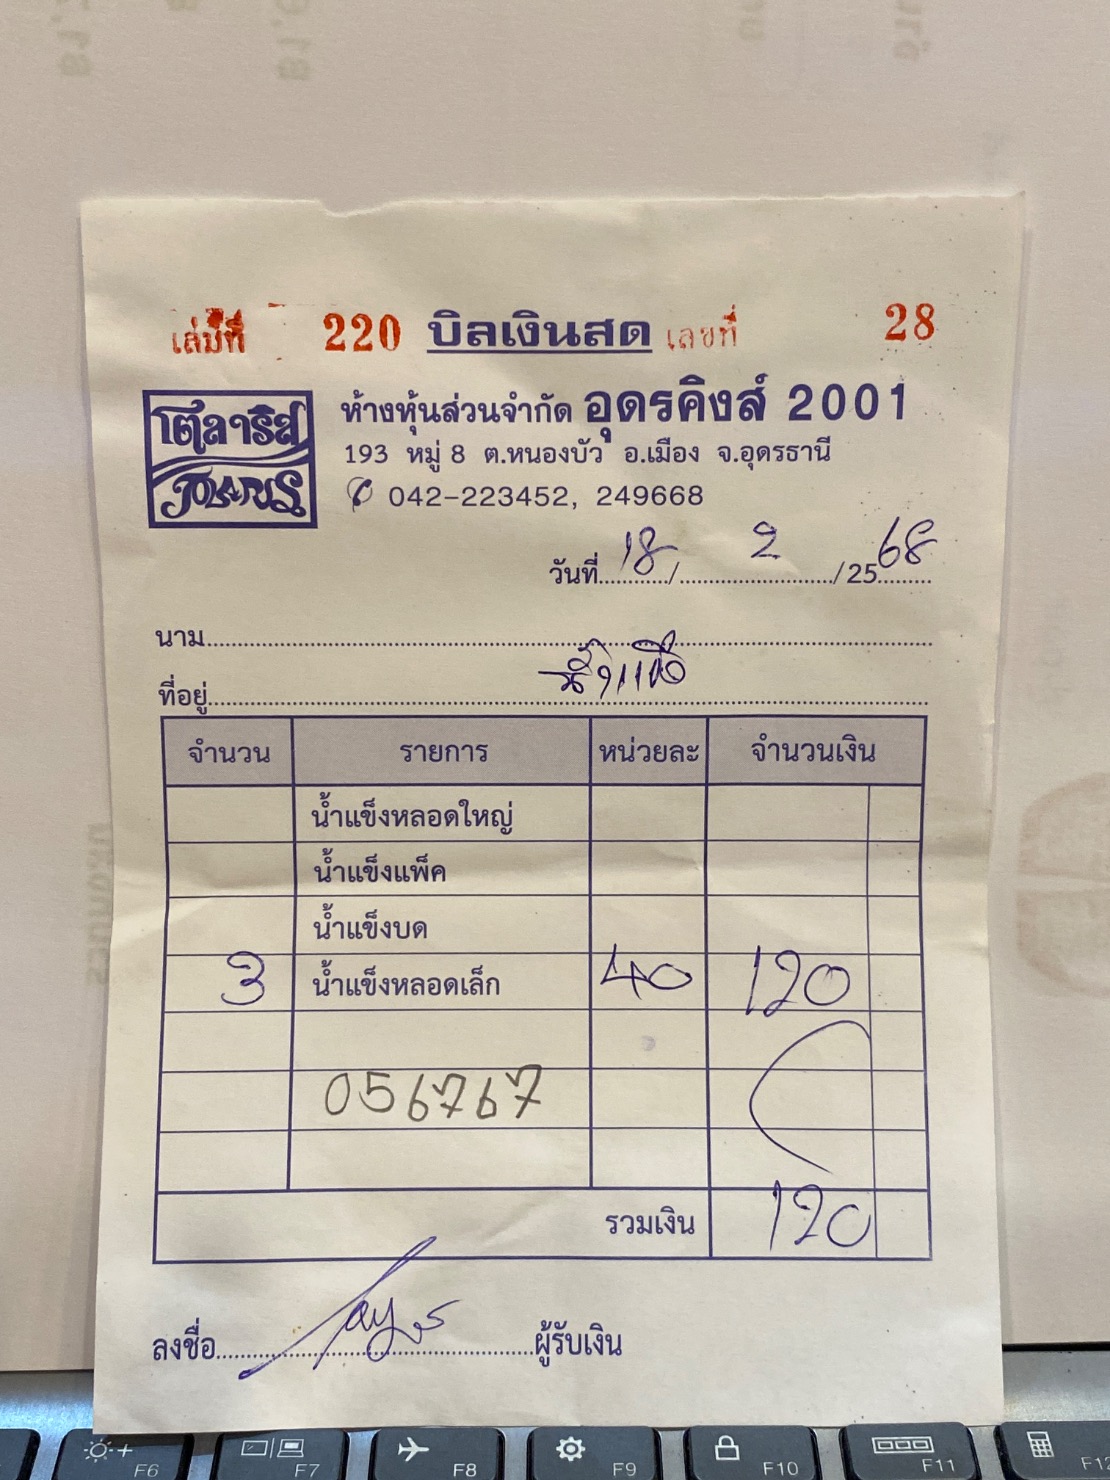 เล่มที่ 220 บิลเงินสด เลขที่ 28
โตลาริส
POLARIS
ห้างหุ้นส่วนจำกัด อุดรคิงส์ 2001
193 หมู่ 8 ต.หนองบัว อ.เมือง จ.อุดรธานี
✆ 042-223452, 249668
วันที่ 18 / 2 /2568
นาม
ที่อยู่
จำนวน รายการ หน่วยละ จำนวนเงิน
น้ำแข็งหลอดใหญ่
น้ำแข็งแพ็ค
น้ำแข็งบด
3 น้ำแข็งหลอดเล็ก 40 120
056767
รวมเงิน 120
ลงชื่อ ผู้รับเงิน
F6 F7 F8 F9 F10 F11 F12